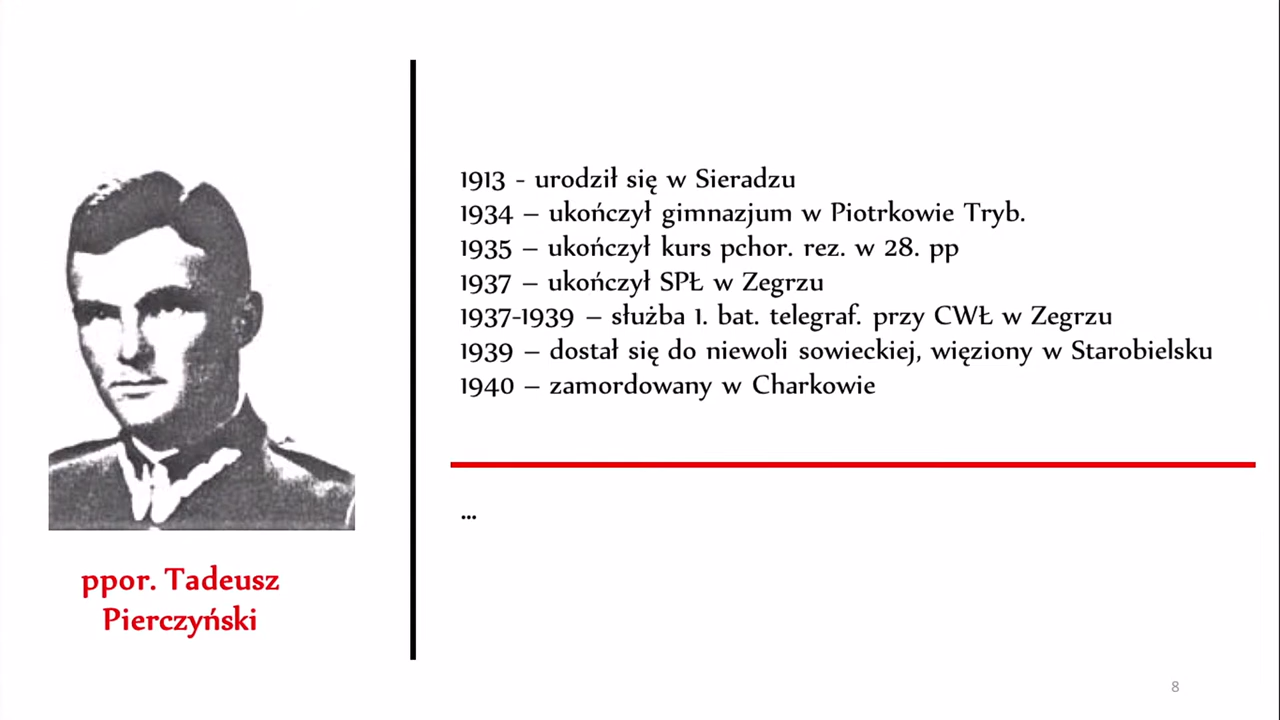 1913 - urodził się w Sieradzu
1934 – ukończył gimnazjum w Piotrkowie Tryb.
1935 – ukończył kurs pchor. rez. w 28. pp
1937 – ukończył SPŁ w Zegrzu
1937-1939 – służba 1. bat. telegraf. przy CWŁ w Zegrzu
1939 – dostał się do niewoli sowieckiej, więziony w Starobielsku
1940 – zamordowany w Charkowie
...
ppor. Tadeusz
Pierczyński
8